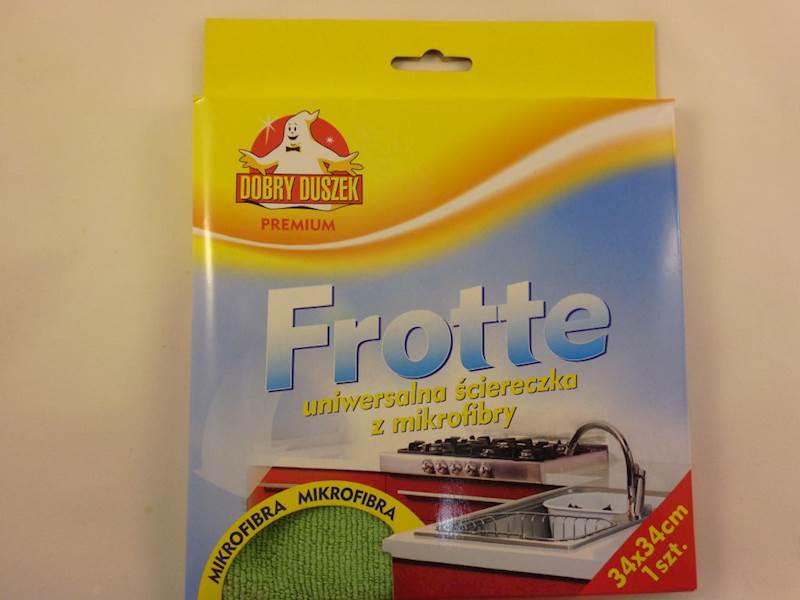 DOBRY DUSZEK
PREMIUM
Frotte
uniwersalna ściereczka
z mikrofibry
MIKROFIBRA MIKROFIBRA
34x34cm
1 szt.